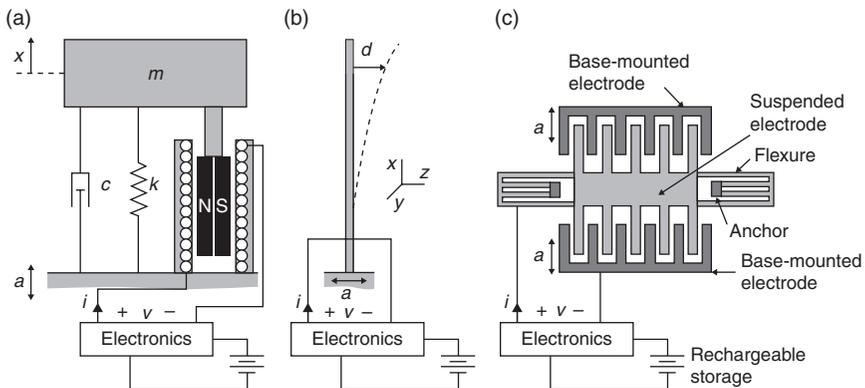 (a)
x
m
c
k
N S
a
i
+ v −
Electronics
(b)
d
x
z
y
a
i
+ v −
Electronics
(c)
Base-mounted
electrode
Suspended
electrode
a
Flexure
Anchor
a
Base-mounted
electrode
i
+ v −
Electronics
Rechargeable
storage